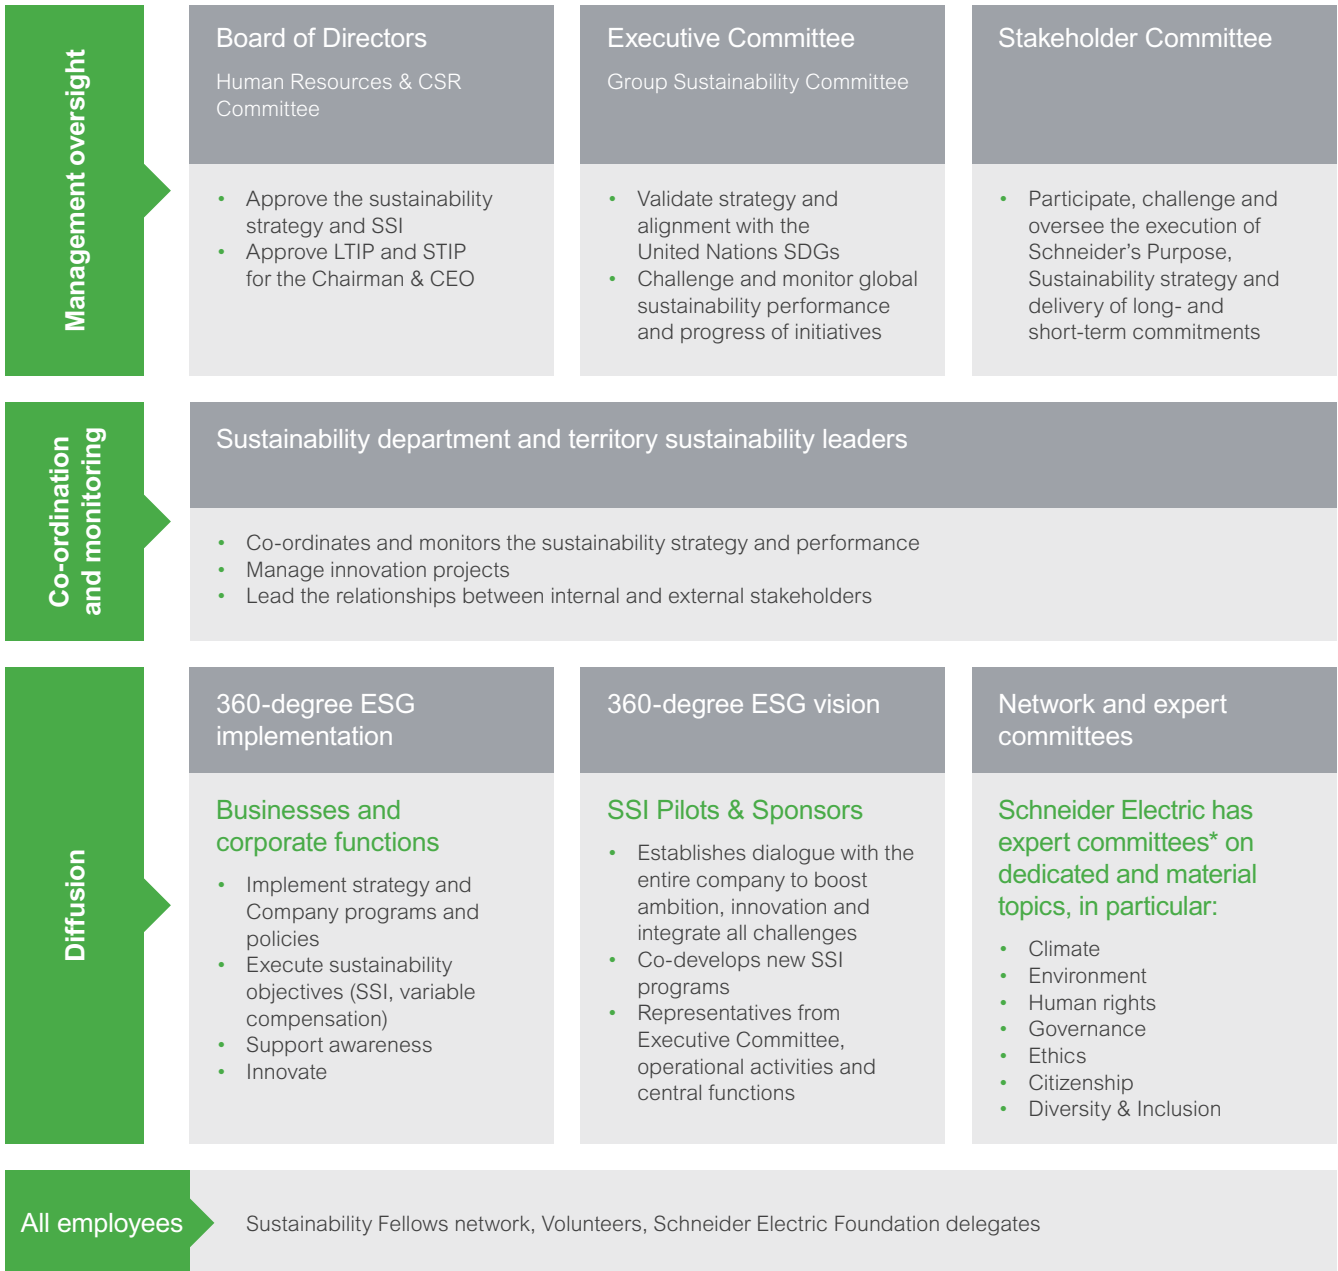 Management oversight
Board of Directors
Human Resources & CSR
Committee
• Approve the sustainability
strategy and SSI
• Approve LTIP and STIP
for the Chairman & CEO
Executive Committee
Group Sustainability Committee
• Validate strategy and
alignment with the
United Nations SDGs
• Challenge and monitor global
sustainability performance
and progress of initiatives
Stakeholder Committee
• Participate, challenge and
oversee the execution of
Schneider's Purpose,
Sustainability strategy and
delivery of long- and
short-term commitments
Co-ordination
and monitoring
Sustainability department and territory sustainability leaders
• Co-ordinates and monitors the sustainability strategy and performance
• Manage innovation projects
• Lead the relationships between internal and external stakeholders
Diffusion
360-degree ESG
implementation
Businesses and
corporate functions
• Implement strategy and
Company programs and
policies
• Execute sustainability
objectives (SSI, variable
compensation)
• Support awareness
• Innovate
360-degree ESG vision
SSI Pilots & Sponsors
• Establishes dialogue with the
entire company to boost
ambition, innovation and
integrate all challenges
• Co-develops new SSI
programs
• Representatives from
Executive Committee,
operational activities and
central functions
Network and expert
committees
Schneider Electric has
expert committees* on
dedicated and material
topics, in particular:
• Climate
• Environment
• Human rights
• Governance
• Ethics
• Citizenship
• Diversity & Inclusion
All employees
Sustainability Fellows network, Volunteers, Schneider Electric Foundation delegates